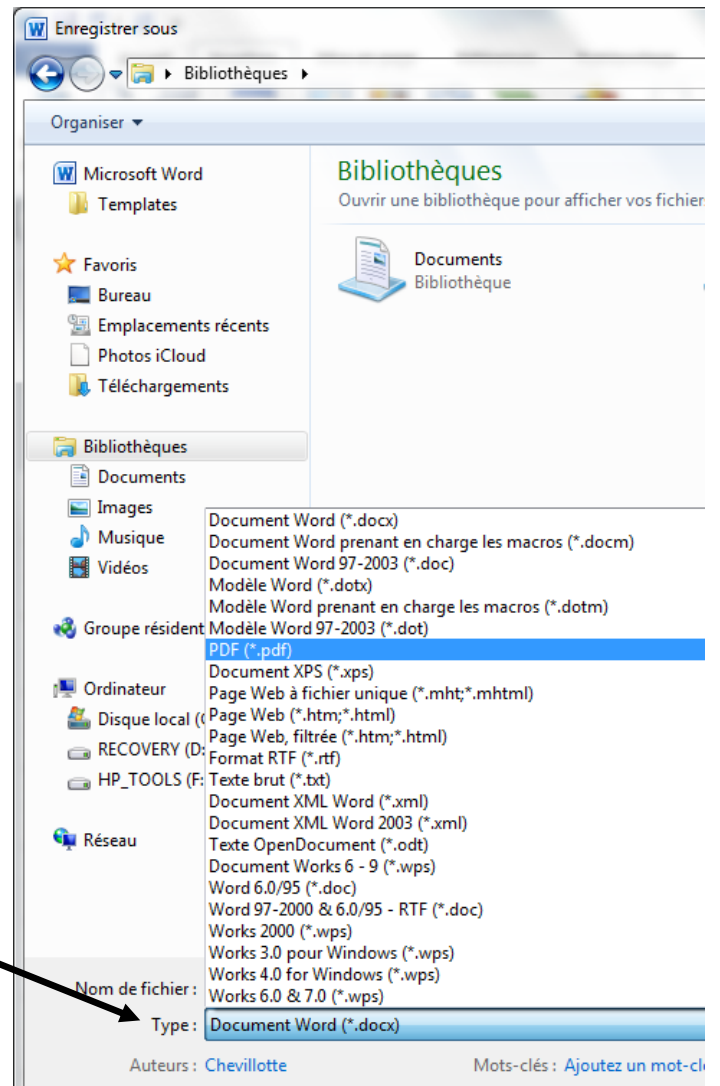 Enregistrer sous
Bibliothèques
Organiser
Microsoft Word
Templates
Favoris
Bureau
Emplacements récents
Photos iCloud
Téléchargements
Bibliothèques
Documents
Images
Musique
Vidéos
Groupe résident
Ordinateur
Disque local (
RECOVERY (D:
HP_TOOLS (F:
Réseau
Bibliothèques
Ouvrir une bibliothèque pour afficher vos fichiers
Documents
Bibliothèque
Document Word (*.docx)
Document Word prenant en charge les macros (*.docm)
Document Word 97-2003 (*.doc)
Modèle Word (*.dotx)
Modèle Word prenant en charge les macros (*.dotm)
Modèle Word 97-2003 (*.dot)
PDF (*.pdf)
Document XPS (*.xps)
Page Web à fichier unique (*.mht;*.mhtml)
Page Web (*.htm;*.html)
Page Web, filtrée (*.htm;*.html)
Format RTF (*.rtf)
Texte brut (*.txt)
Document XML Word (*.xml)
Document XML Word 2003 (*.xml)
Texte OpenDocument (*.odt)
Document Works 6 - 9 (*.wps)
Word 6.0/95 (*.doc)
Word 97-2000 & 6.0/95 - RTF (*.doc)
Works 2000 (*.wps)
Works 3.0 pour Windows (*.wps)
Works 4.0 for Windows (*.wps)
Works 6.0 & 7.0 (*.wps)
Nom de fichier :
Type : Document Word (*.docx)
Auteurs : Chevillotte Mots-clés : Ajoutez un mot-clé